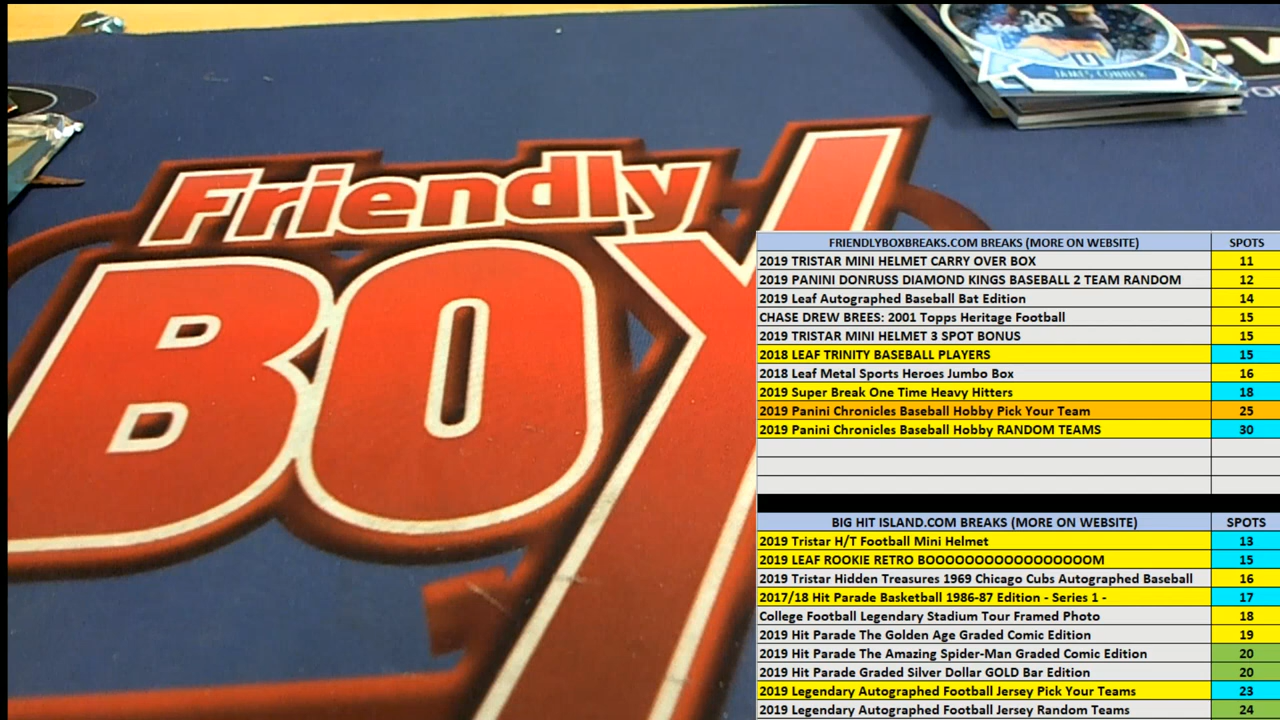 JAMES CONNER
CV
Friendly
BOX
FRIENDLYBOXBREAKS.COM BREAKS (MORE ON WEBSITE) SPOTS
2019 TRISTAR MINI HELMET CARRY OVER BOX 11
2019 PANINI DONRUSS DIAMOND KINGS BASEBALL 2 TEAM RANDOM 12
2019 Leaf Autographed Baseball Bat Edition 14
CHASE DREW BREES: 2001 Topps Heritage Football 15
2019 TRISTAR MINI HELMET 3 SPOT BONUS 15
2018 LEAF TRINITY BASEBALL PLAYERS 15
2018 Leaf Metal Sports Heroes Jumbo Box 16
2019 Super Break One Time Heavy Hitters 18
2019 Panini Chronicles Baseball Hobby Pick Your Team 25
2019 Panini Chronicles Baseball Hobby RANDOM TEAMS 30
BIG HIT ISLAND.COM BREAKS (MORE ON WEBSITE) SPOTS
2019 Tristar H/T Football Mini Helmet 13
2019 LEAF ROOKIE RETRO BOOOOOOOOOOOOOOOOM 15
2019 Tristar Hidden Treasures 1969 Chicago Cubs Autographed Baseball 16
2017/18 Hit Parade Basketball 1986-87 Edition - Series 1 - 17
College Football Legendary Stadium Tour Framed Photo 18
2019 Hit Parade The Golden Age Graded Comic Edition 19
2019 Hit Parade The Amazing Spider-Man Graded Comic Edition 20
2019 Hit Parade Graded Silver Dollar GOLD Bar Edition 20
2019 Legendary Autographed Football Jersey Pick Your Teams 23
2019 Legendary Autographed Football Jersey Random Teams 24